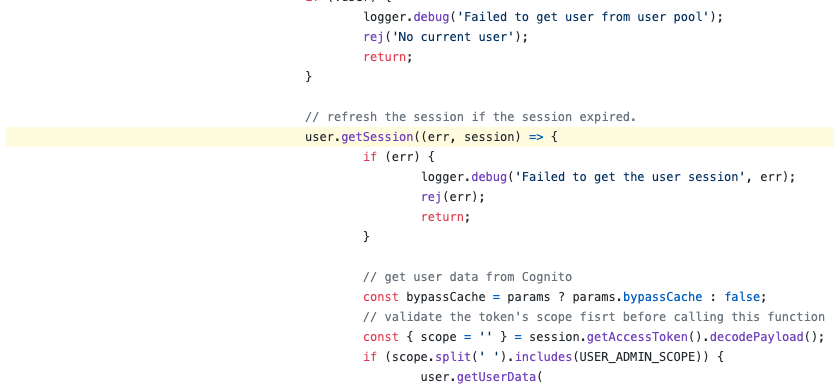 logger.debug('Failed to get user from user pool');
rej('No current user');
return;
}
// refresh the session if the session expired.
user.getSession((err, session) => {
if (err) {
logger.debug('Failed to get the user session', err);
rej(err);
return;
}
// get user data from Cognito
const bypassCache = params ? params.bypassCache : false;
// validate the token's scope fisrt before calling this function
const { scope = '' } = session.getAccessToken().decodePayload();
if (scope.split(' ').includes(USER_ADMIN_SCOPE)) {
user.getUserData(